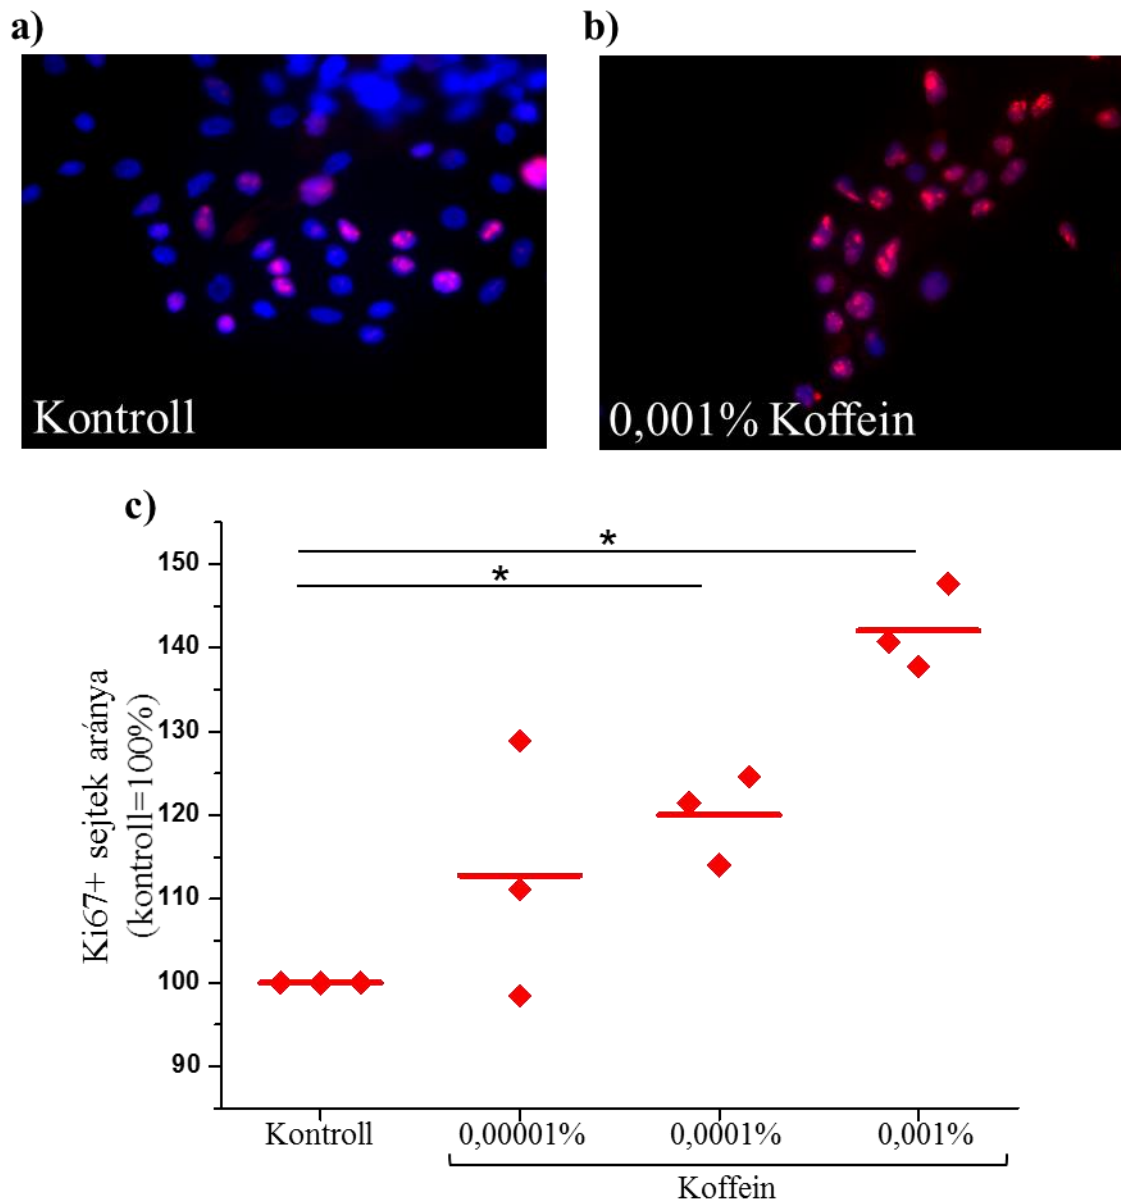 a)
b)
Kontroll
0,001% Koffein
c)
*
*
Ki67+ sejtek aránya
(kontroll=100%)
150
140
130
120
110
100
90
Kontroll
0,00001%
0,0001%
0,001%
Koffein